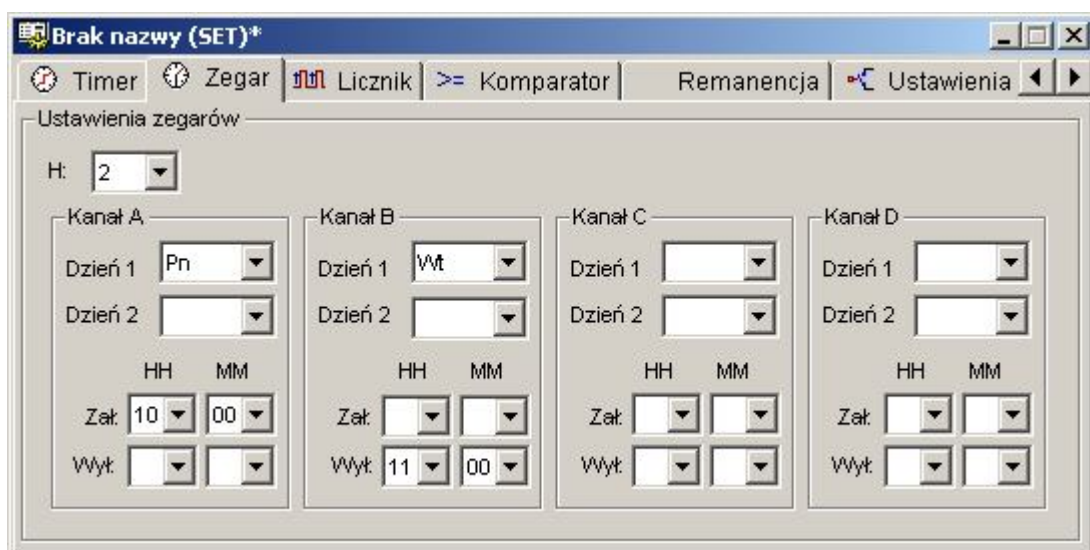 Brak nazwy (SET)*
Timer Zegar Licznik >= Komparator Remanencja Ustawienia
Ustawienia zegarów
H: 2
Kanał A Kanał B Kanał C Kanał D
Dzień 1 Pn Dzień 1 Wt Dzień 1 Dzień 1
Dzień 2 Dzień 2 Dzień 2 Dzień 2
HH MM HH MM HH MM HH MM
Zał. 10 00 Zał. Zał. Zał.
Wył. Wył. 11 00 Wył. Wył.